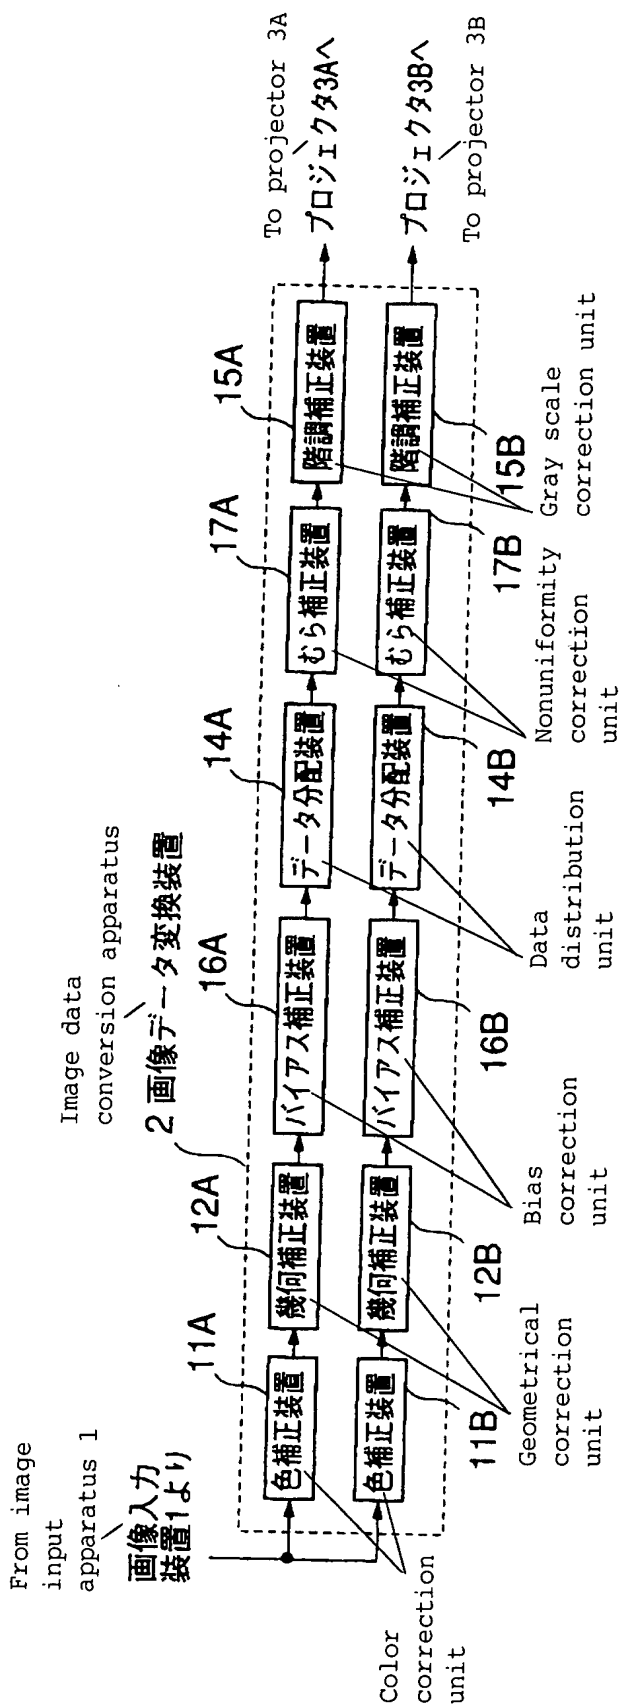 From image
input
apparatus 1
画像入力
装置1より
Image data
conversion apparatus
2 画像データ変換装置
11A
色補正装置
12A
幾何補正装置
16A
バイアス補正装置
14A
データ分配装置
17A
むら補正装置
15A
階調補正装置
To projector 3A
プロジェクタ3Aへ
色補正装置
11B
幾何補正装置
12B
バイアス補正装置
16B
データ分配装置
14B
むら補正装置
17B
階調補正装置
15B
プロジェクタ3Bへ
To projector 3B
Color
correction
unit
Geometrical
correction
unit
Bias
correction
unit
Data
distribution
unit
Nonuniformity
correction
unit
Gray scale
correction unit